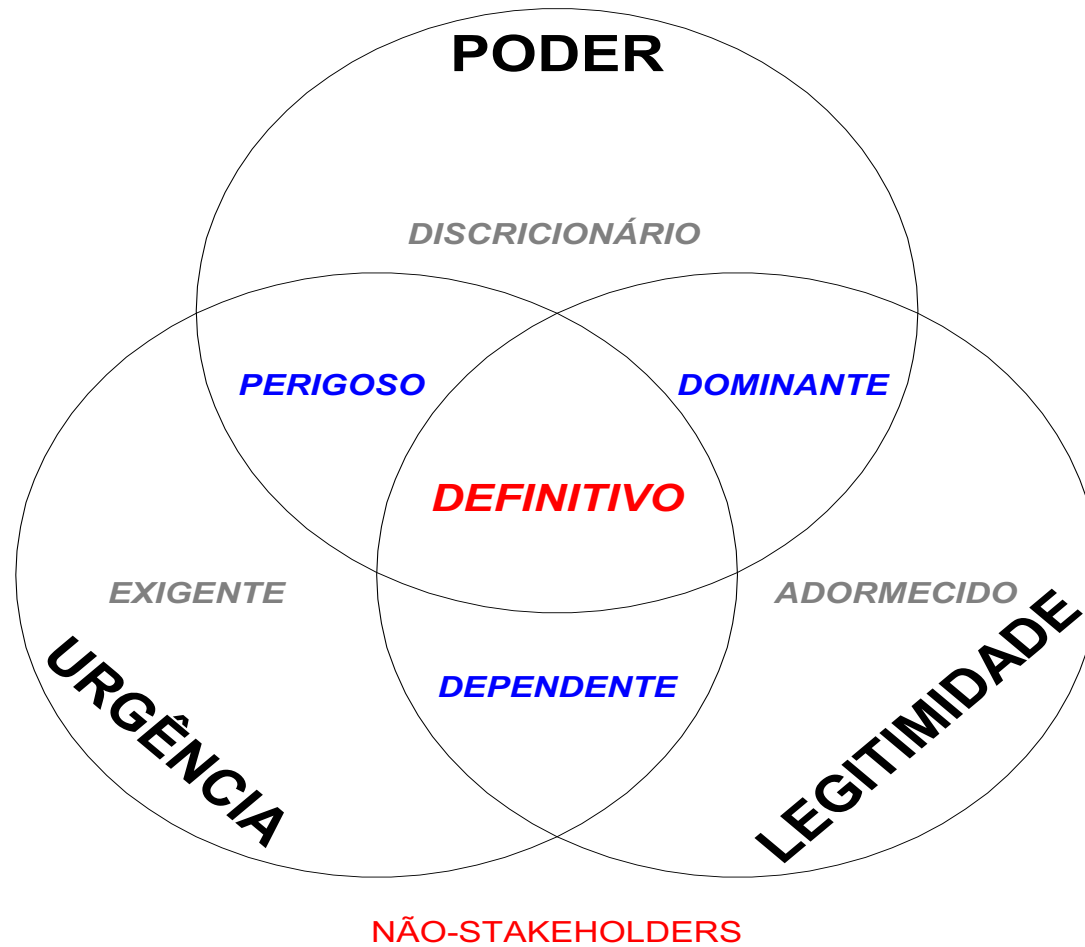 PODER
DISCRICIONÁRIO
PERIGOSO
DOMINANTE
DEFINITIVO
EXIGENTE
ADORMECIDO
URGÊNCIA
DEPENDENTE
LEGITIMIDADE
NÃO-STAKEHOLDERS